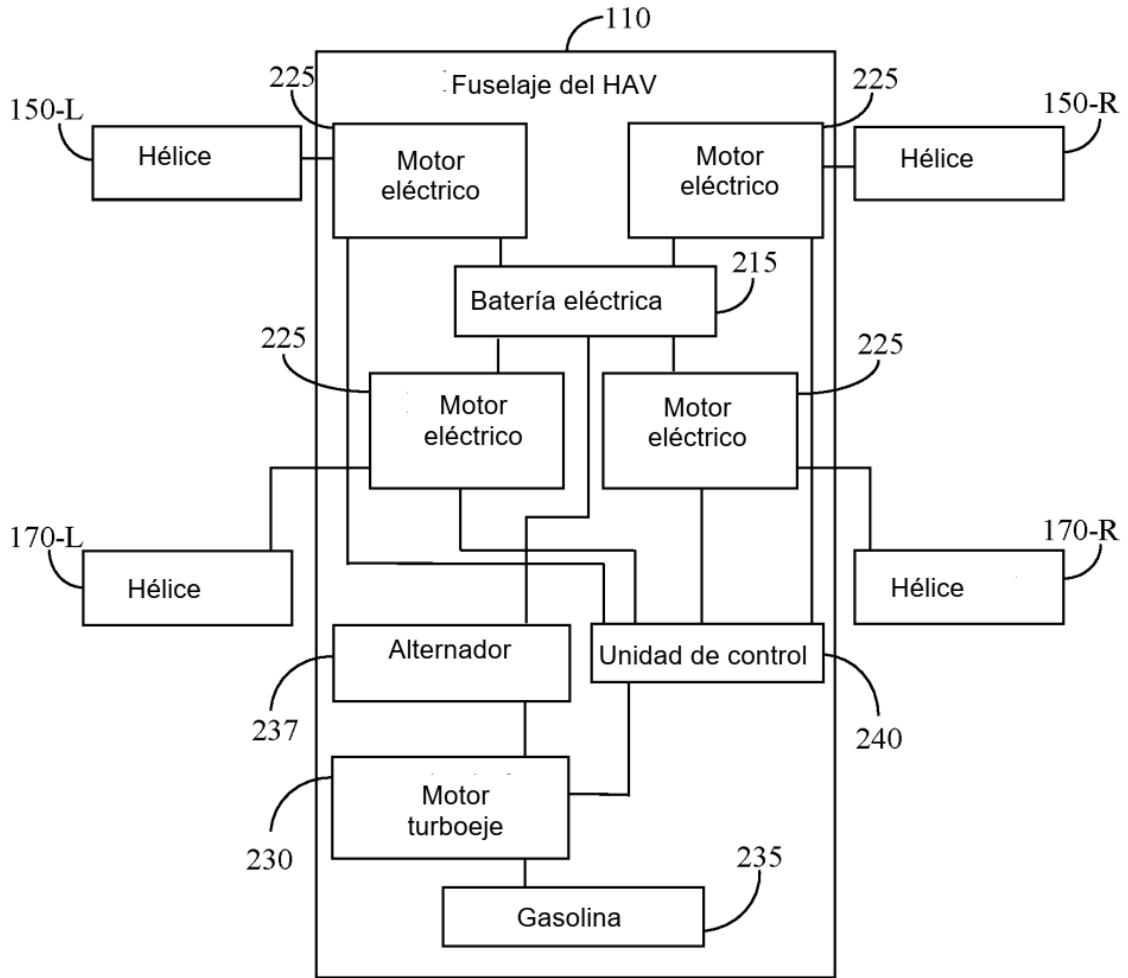 110
Fuselaje del HAV
225
225
150-L
150-R
Hélice
Motor
eléctrico
Motor
eléctrico
Hélice
215
Batería eléctrica
225
225
Motor
eléctrico
Motor
eléctrico
170-L
170-R
Hélice
Hélice
Alternador
Unidad de control
237
240
Motor
turboeje
230
235
Gasolina